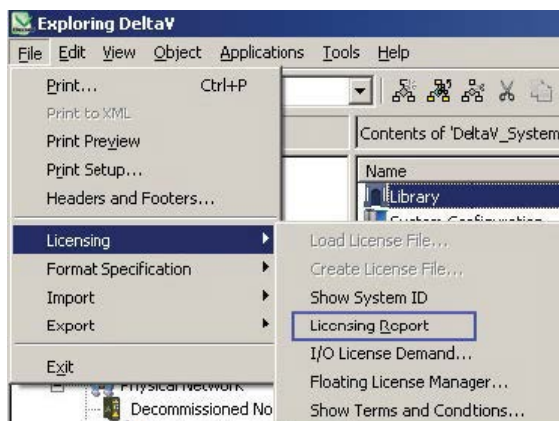 Exploring DeltaV
File Edit View Object Applications Tools Help
Print... Ctrl+P
Print to XML
Print Preview
Print Setup...
Headers and Footers...
Licensing
Format Specification
Import
Export
Exit
Contents of 'DeltaV_System
Name
Library
System Configuration
Load License File...
Create License File...
Show System ID
Licensing Report
I/O License Demand...
Floating License Manager...
Show Terms and Condtions...
Physical Network
Decommissioned No